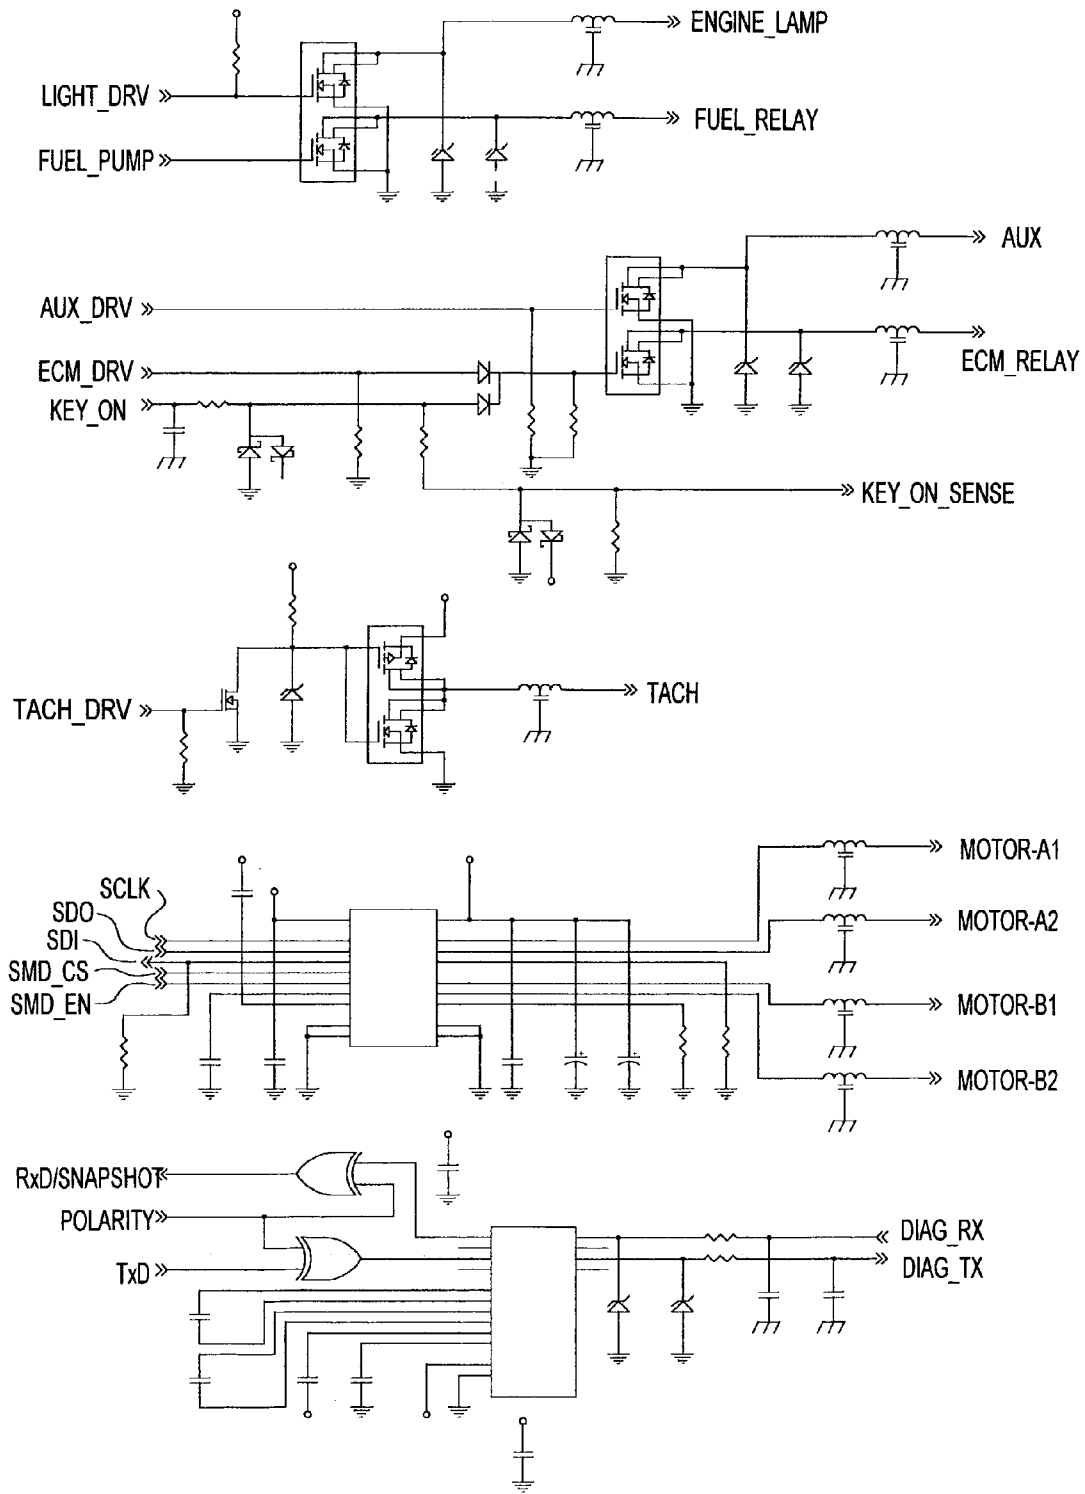 ENGINE_LAMP
LIGHT_DRV
FUEL_RELAY
FUEL_PUMP
AUX
AUX_DRV
ECM_RELAY
ECM_DRV
KEY_ON
KEY_ON_SENSE
TACH
TACH_DRV
MOTOR-A1
SCLK
SDO
MOTOR-A2
SDI
SMD_CS
SMD_EN
MOTOR-B1
MOTOR-B2
RxD/SNAPSHOT
POLARITY
DIAG_RX
TxD
DIAG_TX